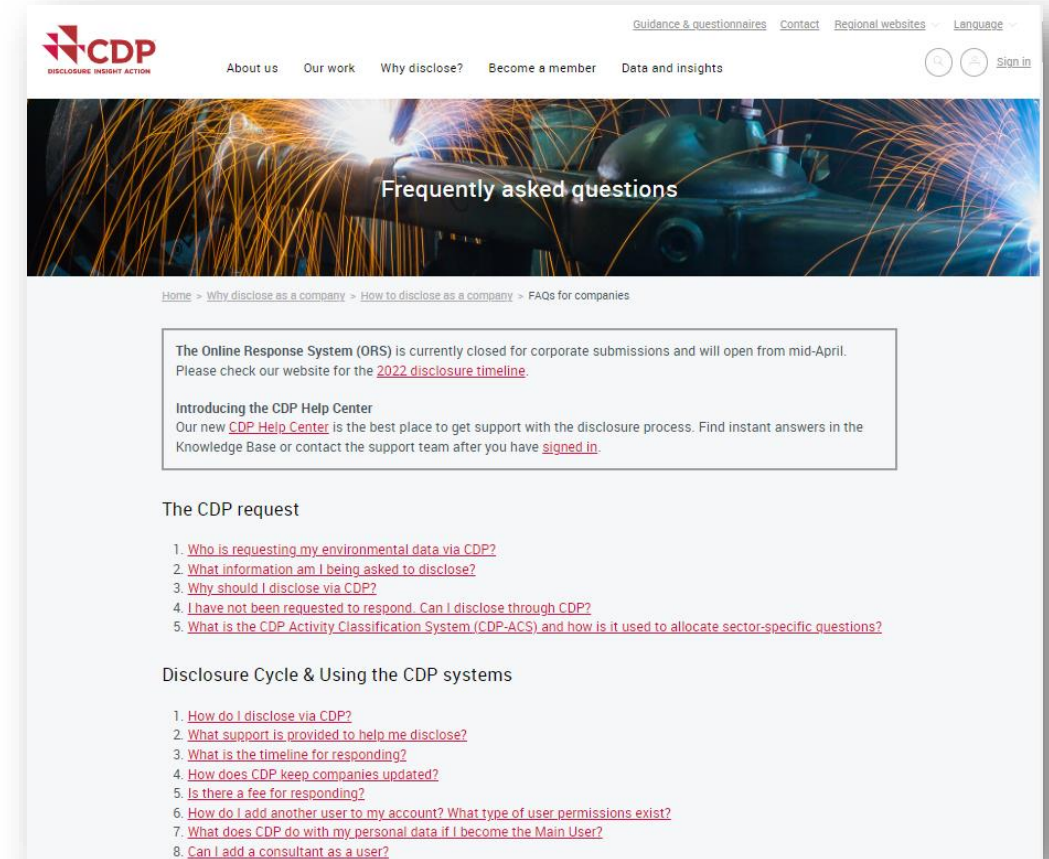 Guidance & questionnaires Contact Regional websites Language
CDP
DISCLOSURE INSIGHT ACTION
About us Our work Why disclose? Become a member Data and insights
Sign in
Frequently asked questions
Home > Why disclose as a company > How to disclose as a company > FAQs for companies
The Online Response System (ORS) is currently closed for corporate submissions and will open from mid-April.
Please check our website for the 2022 disclosure timeline.
Introducing the CDP Help Center
Our new CDP Help Center is the best place to get support with the disclosure process. Find instant answers in the
Knowledge Base or contact the support team after you have signed in.
The CDP request
1. Who is requesting my environmental data via CDP?
2. What information am I being asked to disclose?
3. Why should I disclose via CDP?
4. I have not been requested to respond. Can I disclose through CDP?
5. What is the CDP Activity Classification System (CDP-ACS) and how is it used to allocate sector-specific questions?
Disclosure Cycle & Using the CDP systems
1. How do I disclose via CDP?
2. What support is provided to help me disclose?
3. What is the timeline for responding?
4. How does CDP keep companies updated?
5. Is there a fee for responding?
6. How do I add another user to my account? What type of user permissions exist?
7. What does CDP do with my personal data if I become the Main User?
8. Can I add a consultant as a user?